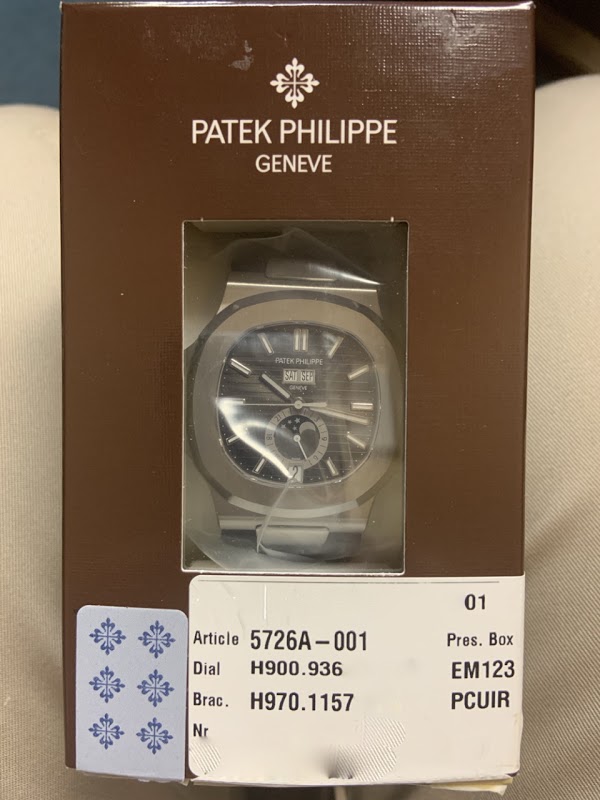 PATEK PHILIPPE
GENEVE
PATEK PHILIPPE
SAT SEP
GENEVE
2
01
Article 5726A-001 Pres. Box
Dial H900.936 EM123
Brac. H970.1157 PCUIR
Nr